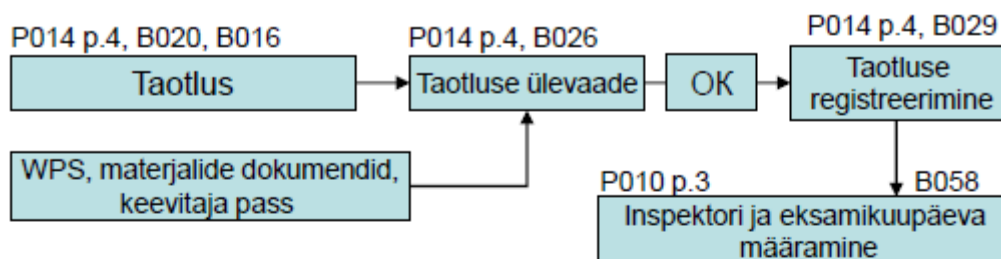 P014 p.4, B020, B016
Taotlus
P014 p.4, B026
Taotluse ülevaade
OK
P014 p.4, B029
Taotluse
registreerimine
WPS, materjalide dokumendid,
keevitaja pass
P010 p.3
B058
Inspektori ja eksamikuupäeva
määramine